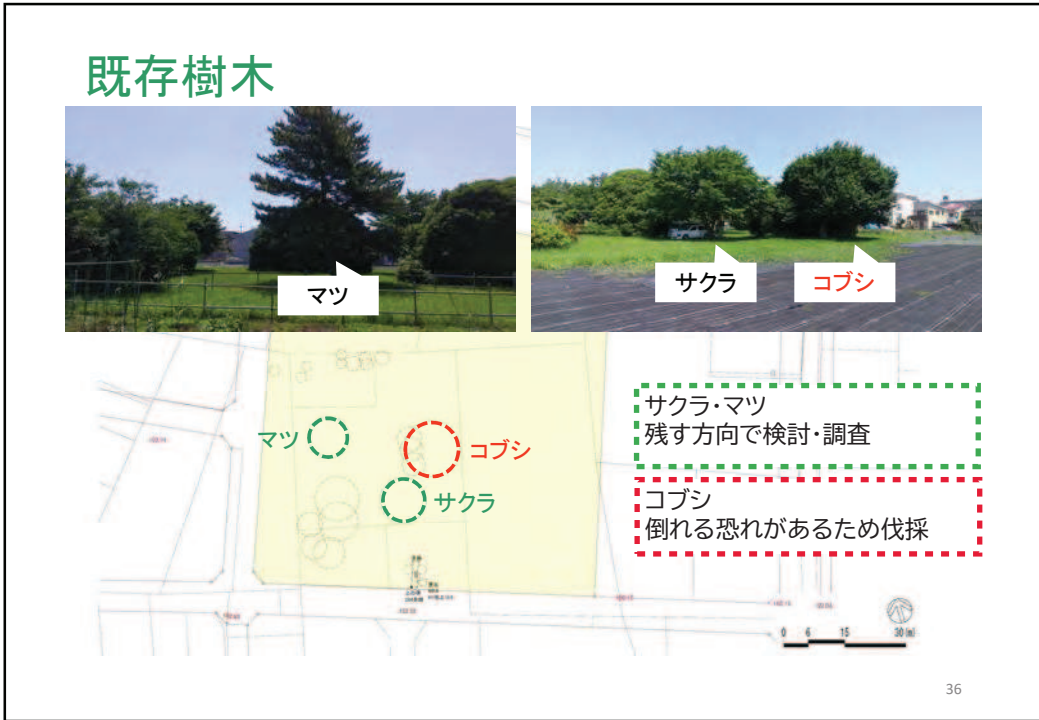 既存樹木
マツ
サクラ
コブシ
マツ
コブシ
サクラ
サクラ・マツ
残す方向で検討・調査
コブシ
倒れる恐れがあるため伐採
0 6 15 30(m)
36